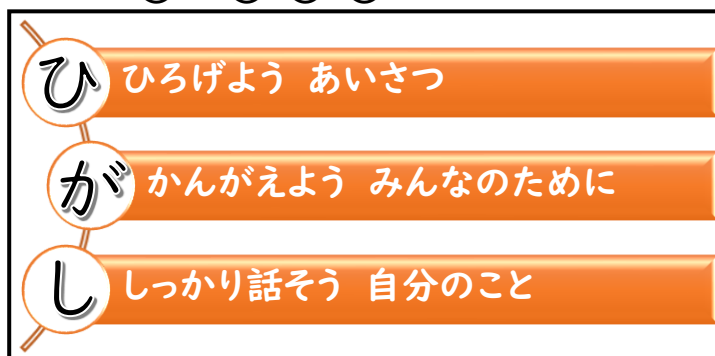 ひ ひろげよう あいさつ
が かんがえよう みんなのために
し しっかり話そう 自分のこと